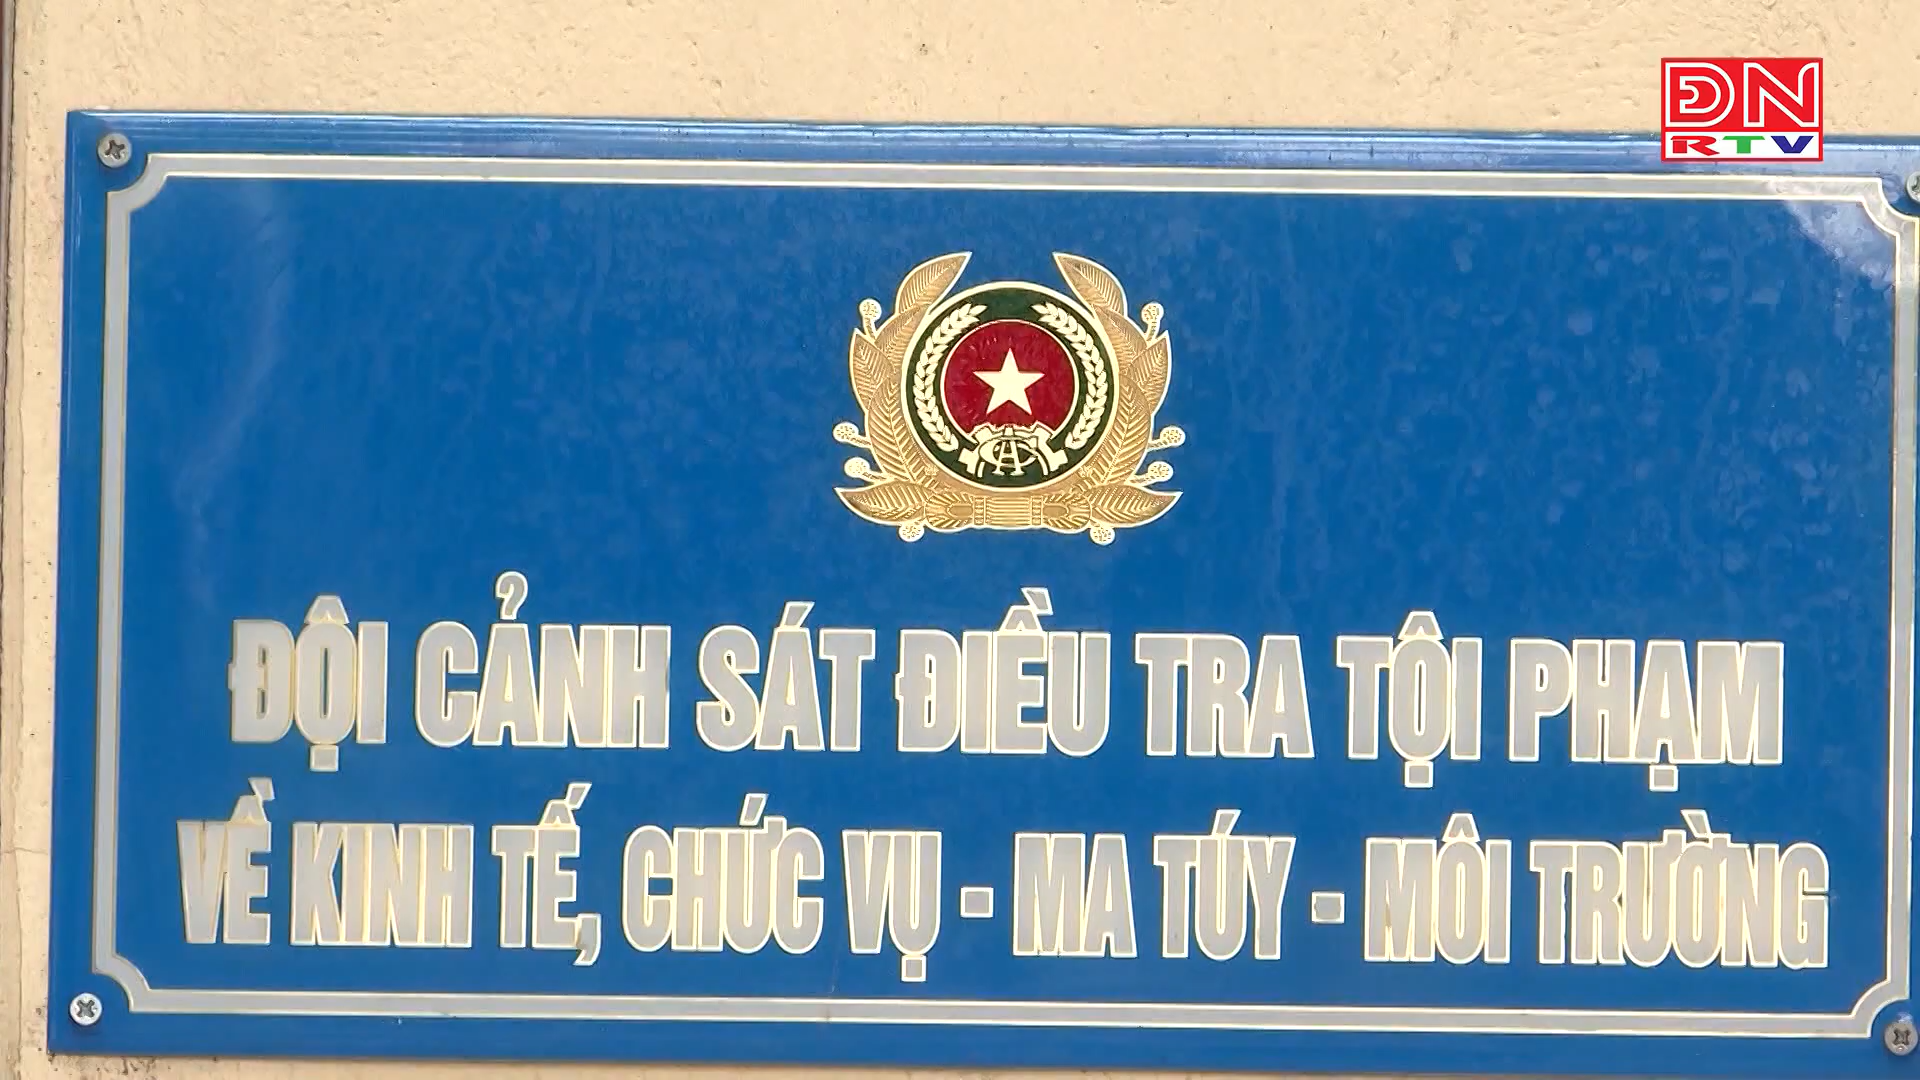 ĐN
RTV
ĐỘI CẢNH SÁT ĐIỀU TRA TỘI PHẠM
VỀ KINH TẾ, CHỨC VỤ - MA TÚY - MÔI TRƯỜNG